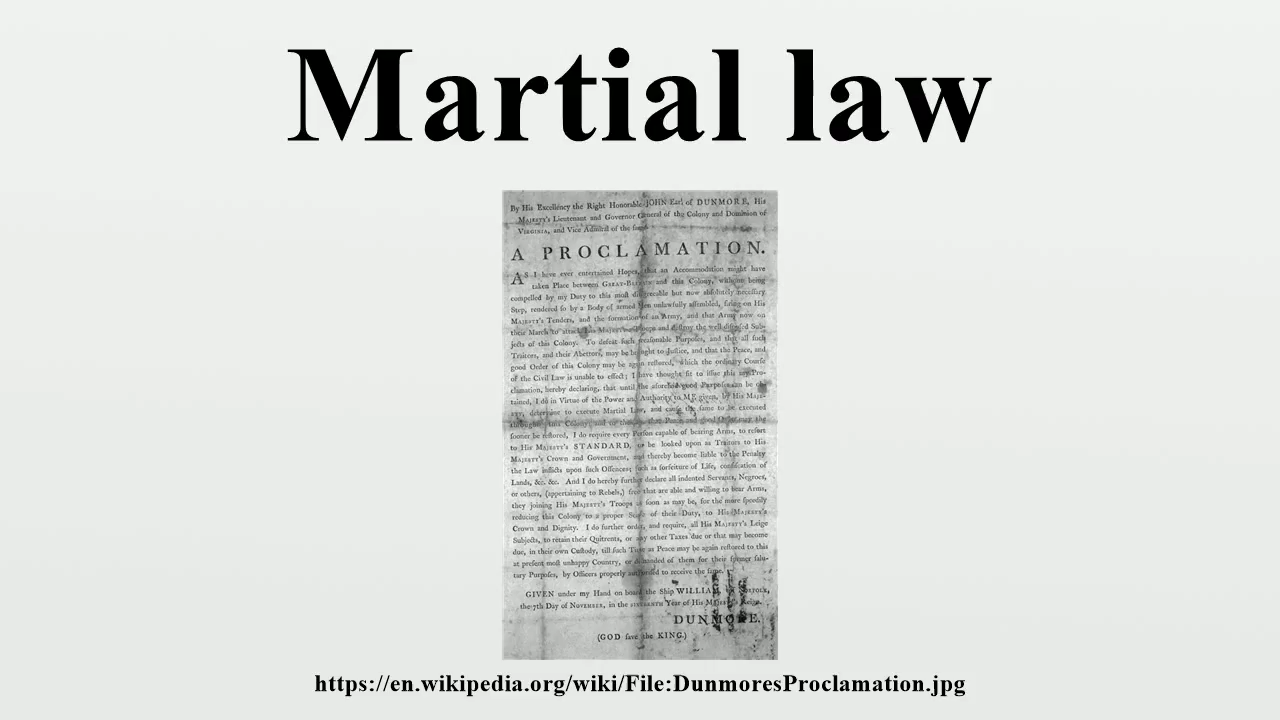 Martial law
By His Excellency the Right Honorable JOHN Earl of DUNMORE, His
MAJESTY's Lieutenant and Governor General of the Colony and Dominion of
VIRGINIA, and Vice Admiral of the same.
A PROCLAMATION.
AS I have ever entertained Hopes, that an Accommodation might have
taken Place between GREAT-BRITAIN and this Colony, without being
compelled by my Duty to this most disagreeable but now absolutely necessary
Step, rendered so by a Body of armed Men unlawfully assembled, firing on His
MAJESTY's Tenders, and the formation of an Army, and that Army now on
their March to attack His MAJESTY's Troops and destroy the well disposed Sub-
jects of this Colony. To defeat such treasonable Purposes, and that all such
Traitors, and their Abettors, may be brought to Justice, and that the Peace, and
good Order of this Colony may be again restored, which the ordinary Course
of the Civil Law is unable to effect; I have thought fit to issue this my Pro-
clamation, hereby declaring, that until the aforesaid good Purposes can be ob-
tained, I do in Virtue of the Power and Authority to ME given, by His MAJE-
STY, determine to execute Martial Law, and cause the same to be executed
throughout this Colony: and to the end that Peace and good Order may the
sooner be restored, I do require every Person capable of bearing Arms, to resort
to His MAJESTY's STANDARD, or be looked upon as Traitors to His
MAJESTY's Crown and Government, and thereby become liable to the Penalty
the Law inflicts upon such Offences; such as forfeiture of Life, confiscation of
Lands, &c. &c. And I do hereby further declare all indented Servants, Negroes,
or others, (appertaining to Rebels,) free that are able and willing to bear Arms,
they joining His MAJESTY's Troops as soon as may be, for the more speedily
reducing this Colony to a proper Sense of their Duty, to His MAJESTY's
Crown and Dignity. I do further order, and require, all His MAJESTY's Leige
Subjects, to retain their Quitrents, or any other Taxes due or that may become
due, in their own Custody, till such Time as Peace may be again restored to this
at present most unhappy Country, or demanded of them for their former salu-
tary Purposes, by Officers properly authorised to receive the same.
GIVEN under my Hand on board the Ship WILLIAM,
the 7th Day of NOVEMBER, in the SIXTEENTH Year of His MAJESTY's Reign.
DUNMORE.
(GOD save the KING.)
https://en.wikipedia.org/wiki/File:DunmoresProclamation.jpg